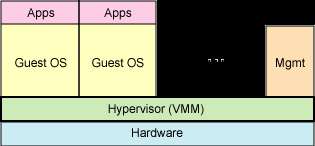 Apps Apps
Guest OS Guest OS ... Mgmt
Hypervisor (VMM)
Hardware